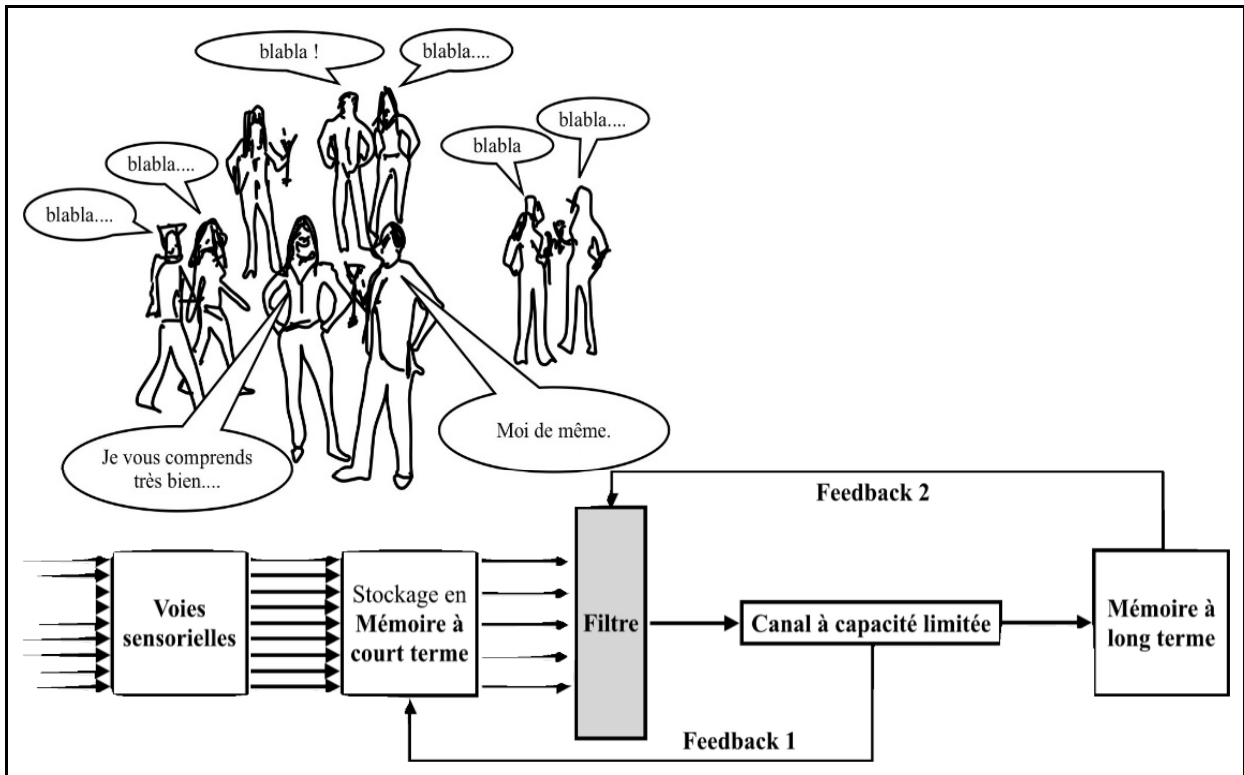 blabla !
blabla....
blabla....
blabla
blabla....
blabla....
Je vous comprends
très bien....
Moi de même.
Feedback 2
Voies
sensorielles
Stockage en
Mémoire à
court terme
Filtre
Canal à capacité limitée
Mémoire à
long terme
Feedback 1